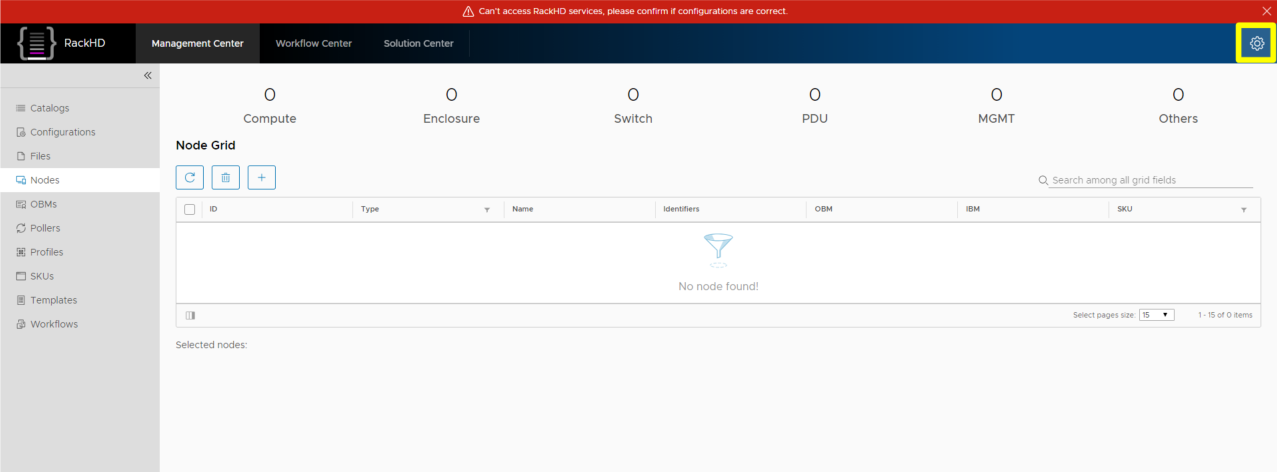 Can't access RackHD services, please confirm if configurations are correct.
RackHD Management Center Workflow Center Solution Center
Catalogs
Configurations
Files
Nodes
OBMs
Pollers
Profiles
SKUs
Templates
Workflows
0 0 0 0 0 0
Compute Enclosure Switch PDU MGMT Others
Node Grid
Search among all grid fields
ID Type Name Identifiers OBM IBM SKU
No node found!
Select pages size: 15 1 - 15 of 0 items
Selected nodes: